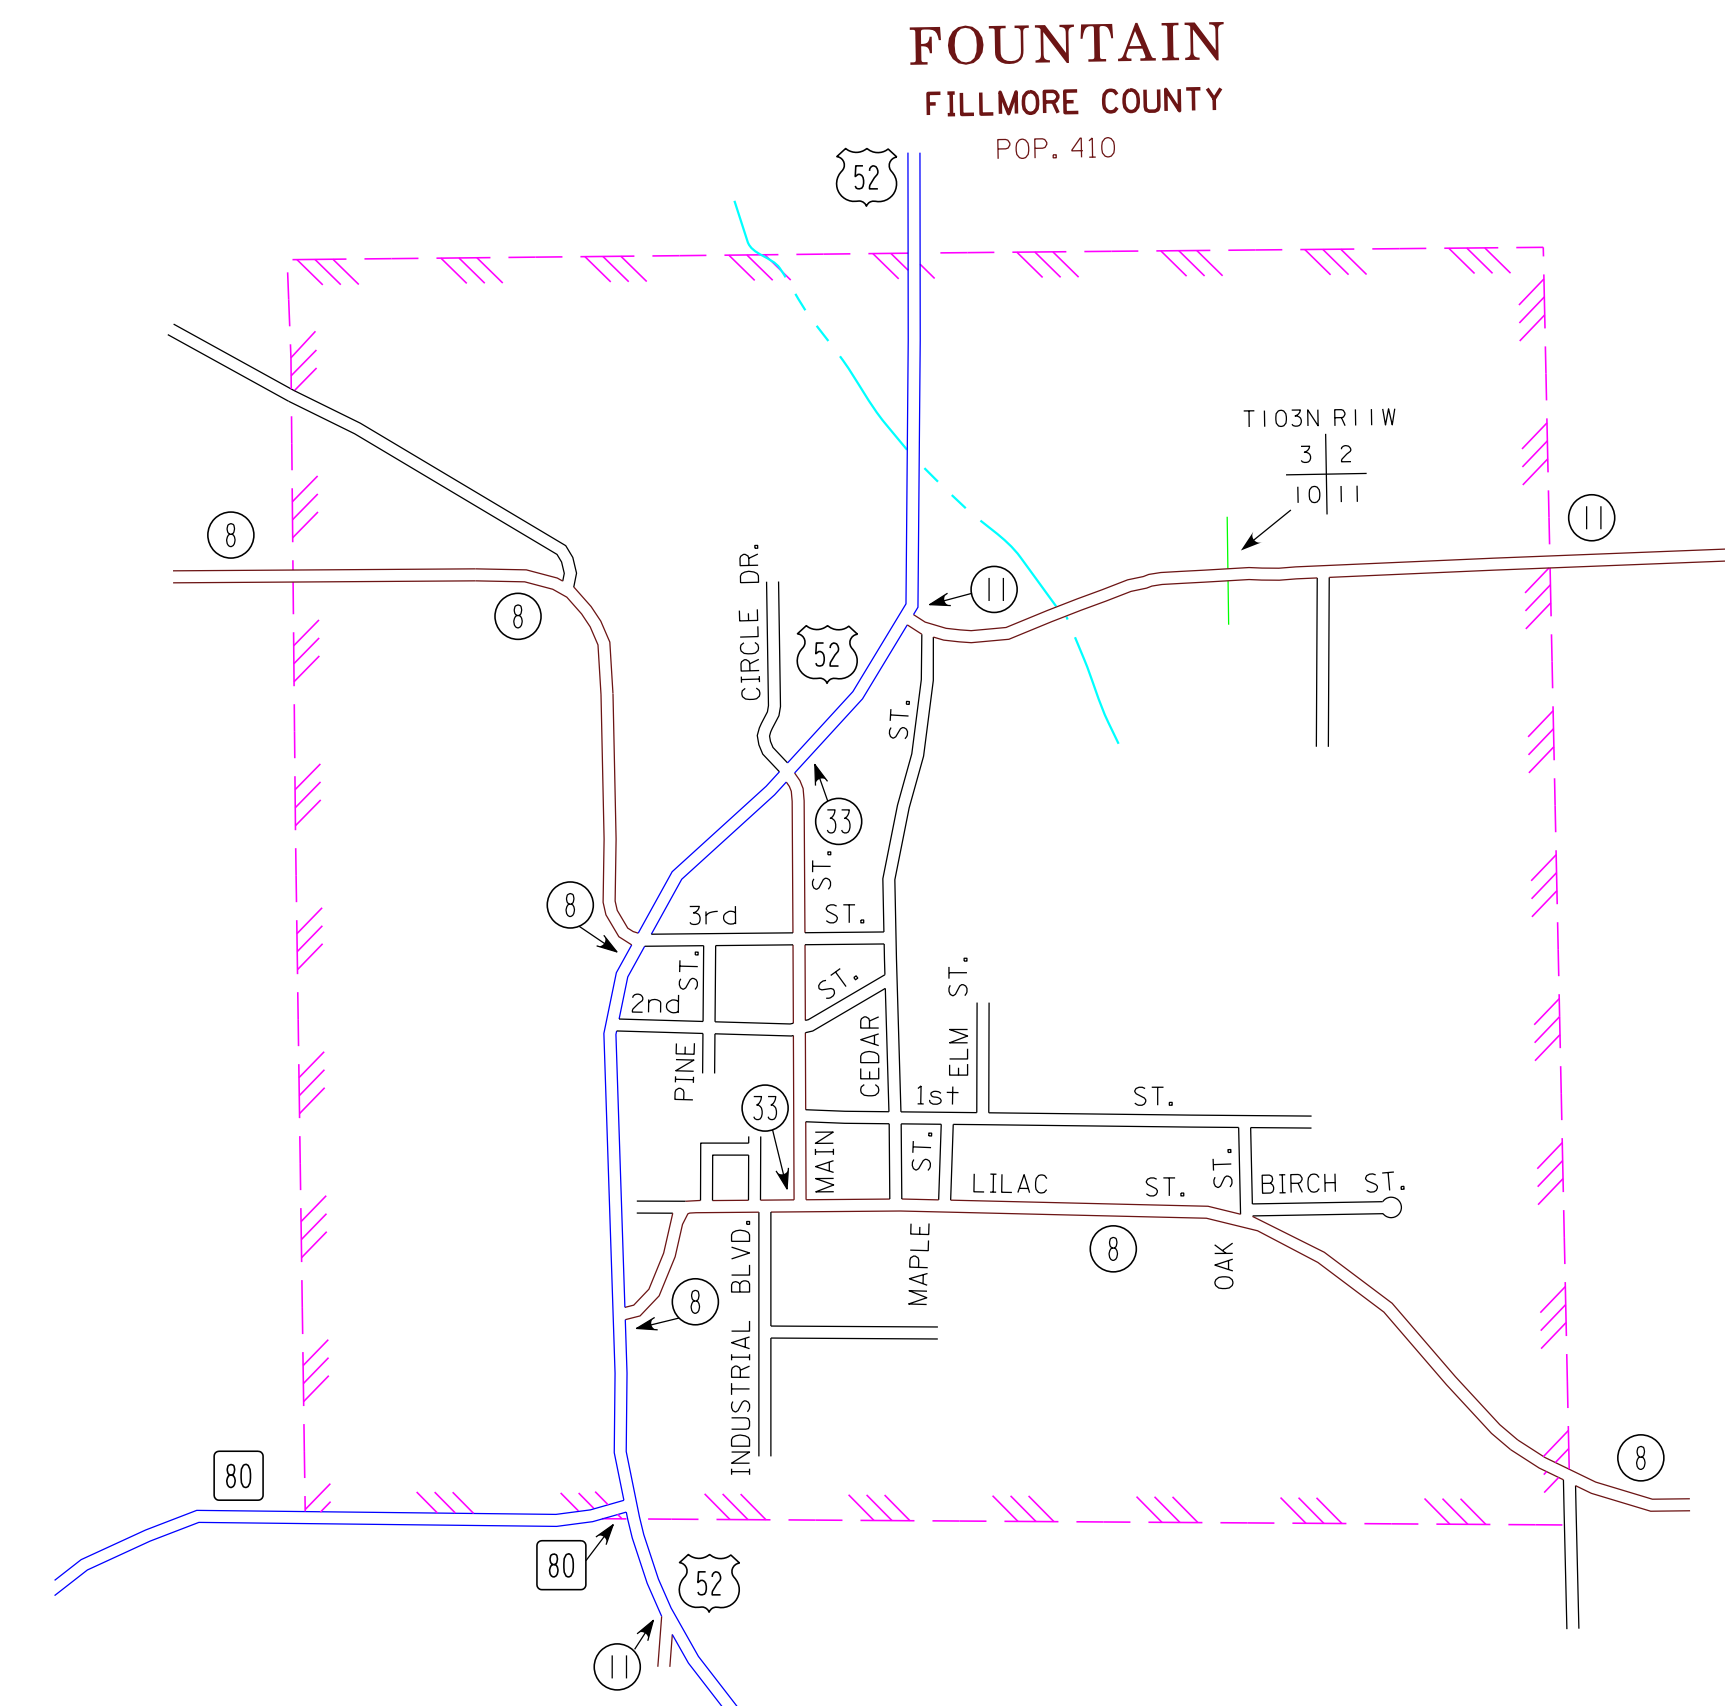 FOUNTAIN
FILLMORE COUNTY
POP. 410
52
T103N R11W
3 2
10 11
11
8
8
11
CIRCLE DR.
52
ST.
33
ST.
8
3rd ST.
ST.
ST.
2nd
PINE
CEDAR
ELM ST.
1st ST.
33
MAIN
ST.
LILAC ST.
ST.
BIRCH ST.
INDUSTRIAL BLVD.
MAPLE
8
OAK
8
80
8
80
52
11